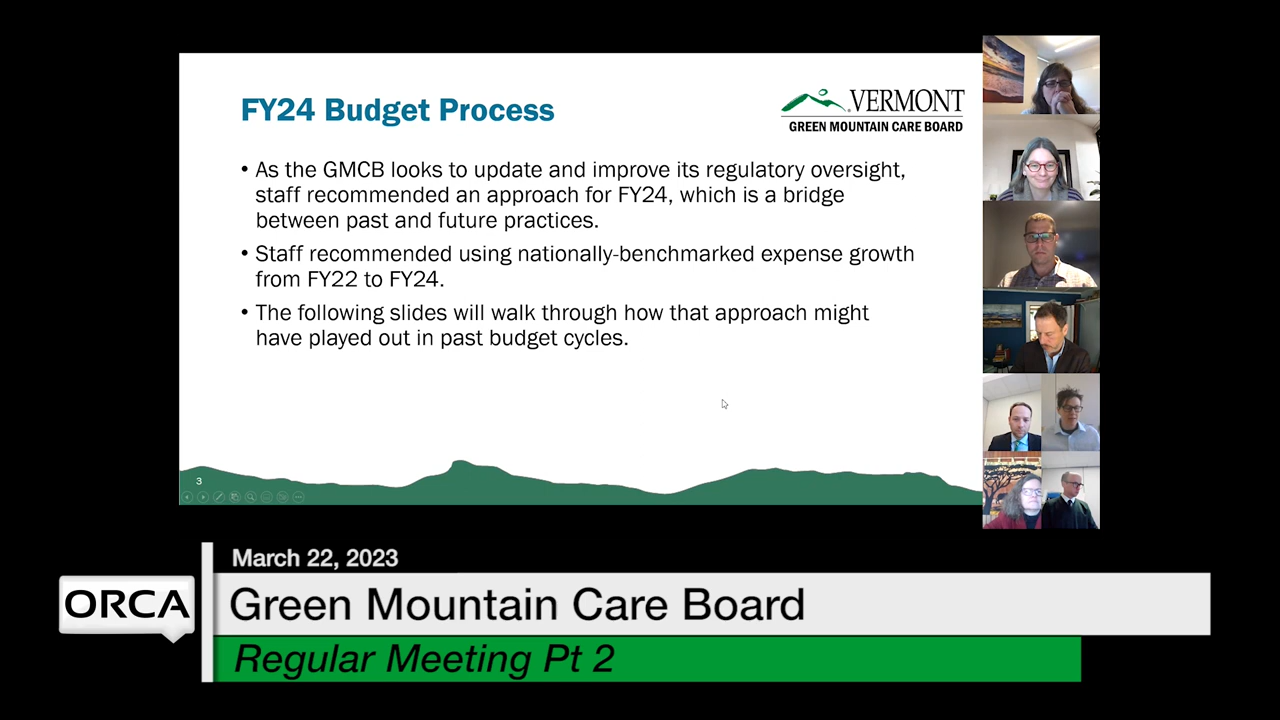 FY24 Budget Process
VERMONT
GREEN MOUNTAIN CARE BOARD
• As the GMCB looks to update and improve its regulatory oversight,
staff recommended an approach for FY24, which is a bridge
between past and future practices.
• Staff recommended using nationally-benchmarked expense growth
from FY22 to FY24.
• The following slides will walk through how that approach might
have played out in past budget cycles.
3
March 22, 2023
ORCA
Green Mountain Care Board
Regular Meeting Pt 2